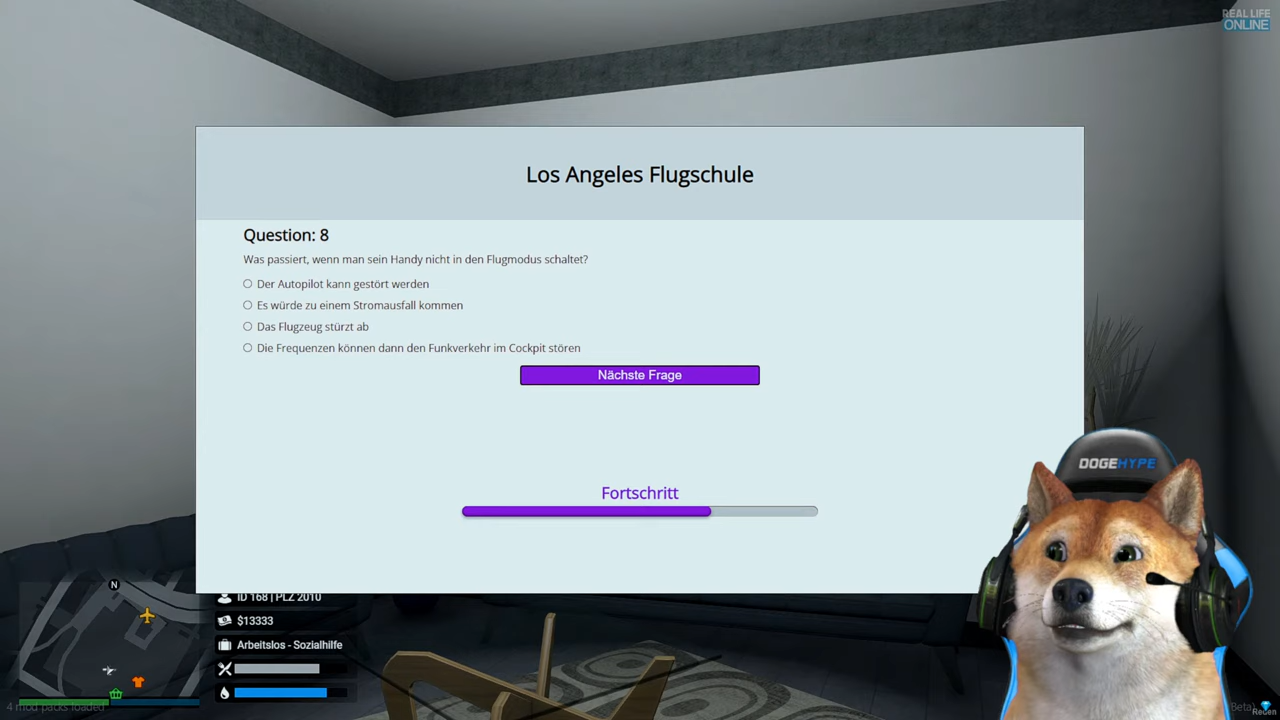 REAL LIFE
ONLINE
Los Angeles Flugschule
Question: 8
Was passiert, wenn man sein Handy nicht in den Flugmodus schaltet?
Der Autopilot kann gestört werden
Es würde zu einem Stromausfall kommen
Das Flugzeug stürzt ab
Die Frequenzen können dann den Funkverkehr im Cockpit stören
Nächste Frage
DOGEHYPE
Fortschritt
N
ID 168 | PLZ 2010
$13333
Arbeitslos - Sozialhilfe
4 mod packs loaded
Beta)
Regen